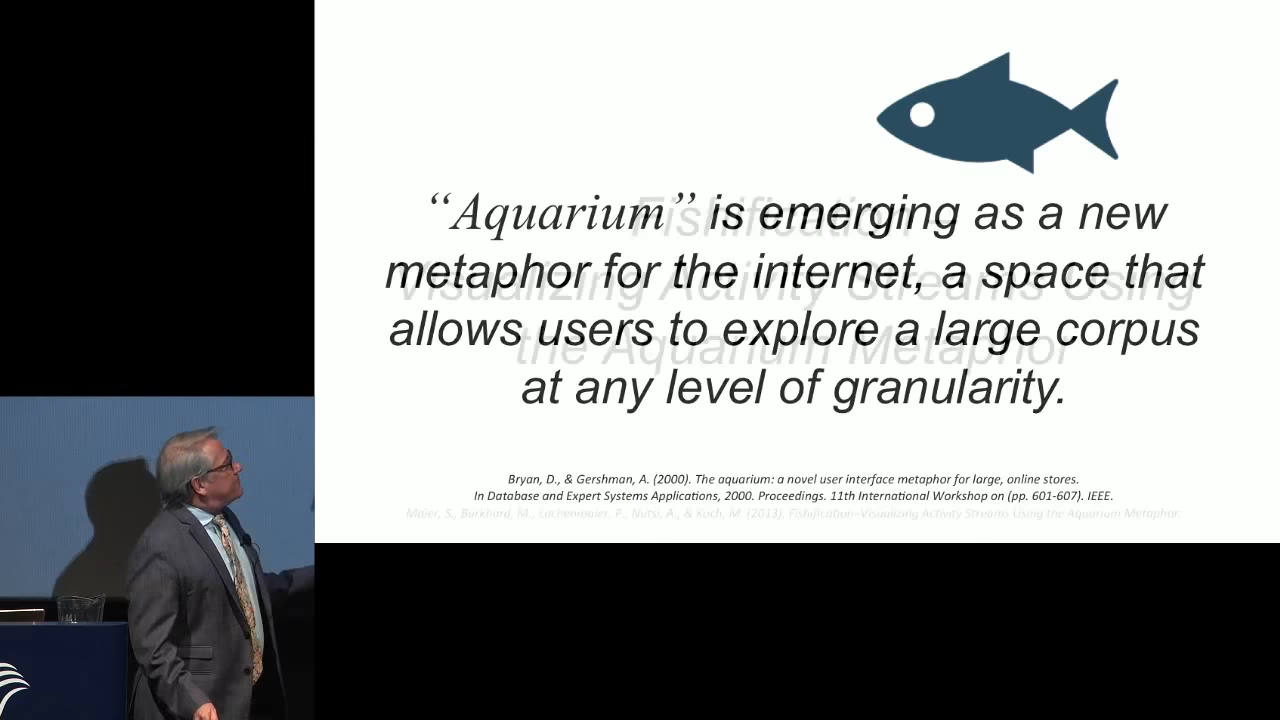 “Aquarium” is emerging as a new
metaphor for the internet, a space that
allows users to explore a large corpus
at any level of granularity.
Fishification –
Visualizing Activity Streams Using
the Aquarium Metaphor
Bryan, D., & Gershman, A. (2000). The aquarium: a novel user interface metaphor for large, online stores.
In Database and Expert Systems Applications, 2000. Proceedings. 11th International Workshop on (pp. 601-607). IEEE.
Maier, S., Burkhard, M., Lachenmaier, P., Nutsi, A., & Koch, M. (2013). Fishification–Visualizing Activity Streams Using the Aquarium Metaphor.